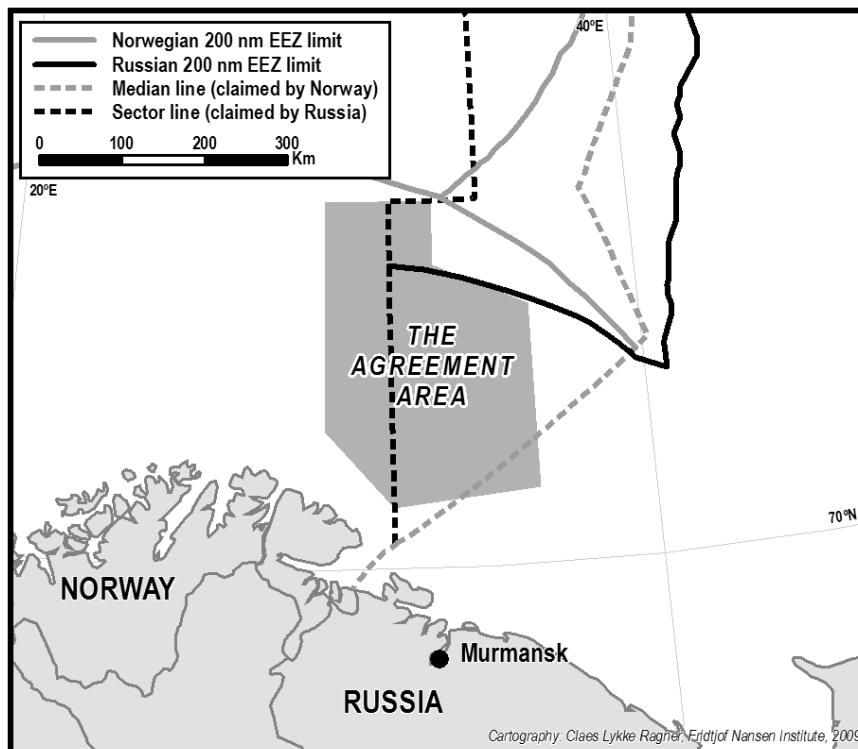 Norwegian 200 nm EEZ limit
Russian 200 nm EEZ limit
Median line (claimed by Norway)
Sector line (claimed by Russia)
0 100 200 300
Km
40ºE
20ºE
THE
AGREEMENT
AREA
70ºN
NORWAY
Murmansk
RUSSIA
Cartography: Claes Lykke Ragner, Fridtjof Nansen Institute, 2009